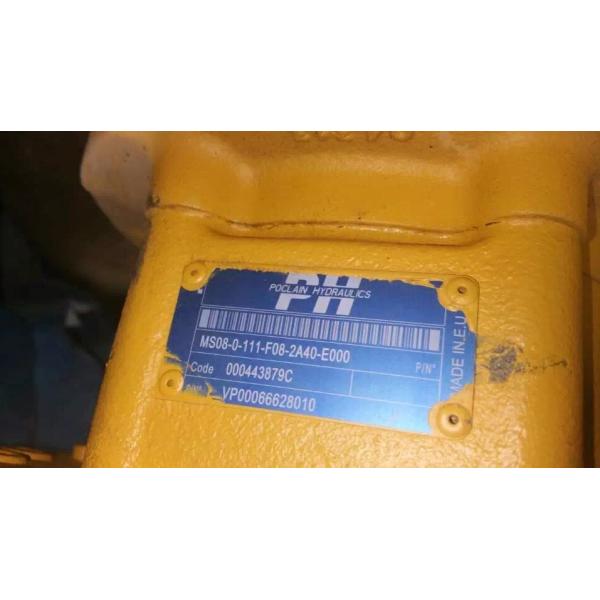 PH
POCLAIN HYDRAULICS
MS08-0-111-F08-2A40-E000
Code 000443879C P/N°
VP00066628010
MADE IN E.U